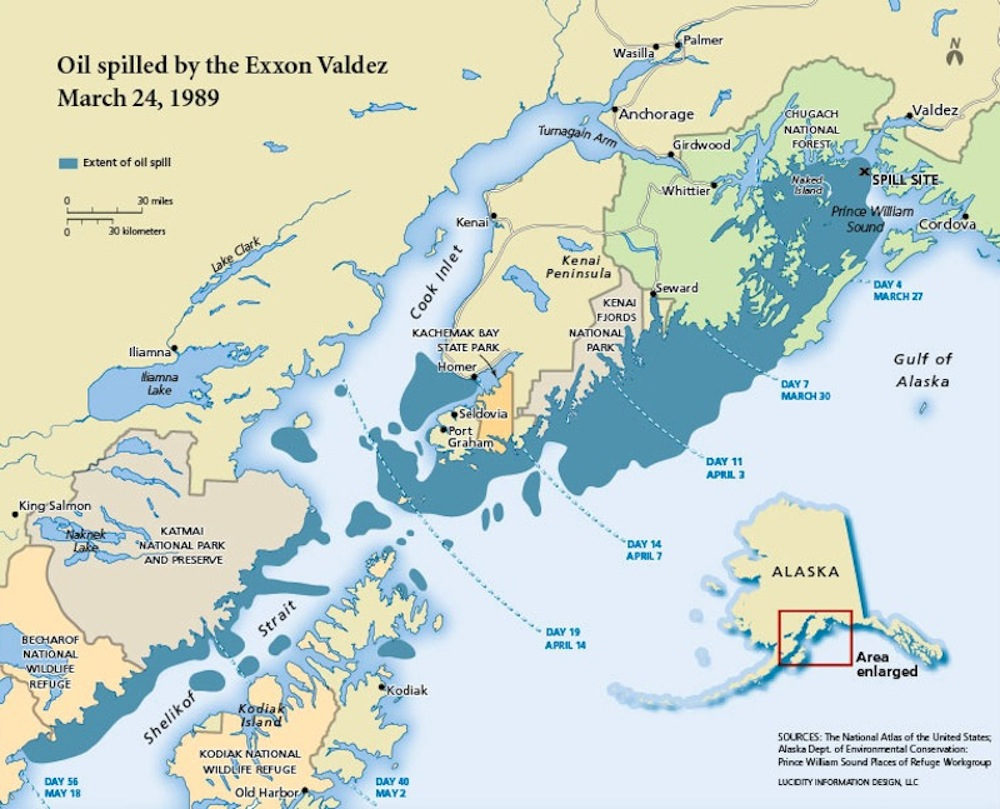 Oil spilled by the Exxon Valdez
March 24, 1989
Extent of oil spill
0 30 miles
0 30 kilometers
N
Wasilla
Palmer
Anchorage
Turnagain Arm
Girdwood
Whittier
CHUGACH
NATIONAL
FOREST
Valdez
Naked
Island
SPILL SITE
Prince William
Sound
Cordova
Kenai
Cook Inlet
Kenai
Peninsula
Lake Clark
Seward
KENAI
FJORDS
NATIONAL
PARK
DAY 4
MARCH 27
KACHEMAK BAY
STATE PARK
Homer
Iliamna
Iliamna
Lake
Seldovia
Port
Graham
Gulf of
Alaska
DAY 7
MARCH 30
DAY 11
APRIL 3
King Salmon
Naknek
Lake
KATMAI
NATIONAL PARK
AND PRESERVE
DAY 14
APRIL 7
DAY 19
APRIL 14
BECHAROF
NATIONAL
WILDLIFE
REFUGE
Shelikof
Strait
Kodiak
Kodiak
Island
KODIAK NATIONAL
WILDLIFE REFUGE
Old Harbor
DAY 56
MAY 18
DAY 40
MAY 2
ALASKA
Area
enlarged
SOURCES: The National Atlas of the United States;
Alaska Dept. of Environmental Conservation:
Prince William Sound Places of Refuge Workgroup
LUCIDITY INFORMATION DESIGN, LLC